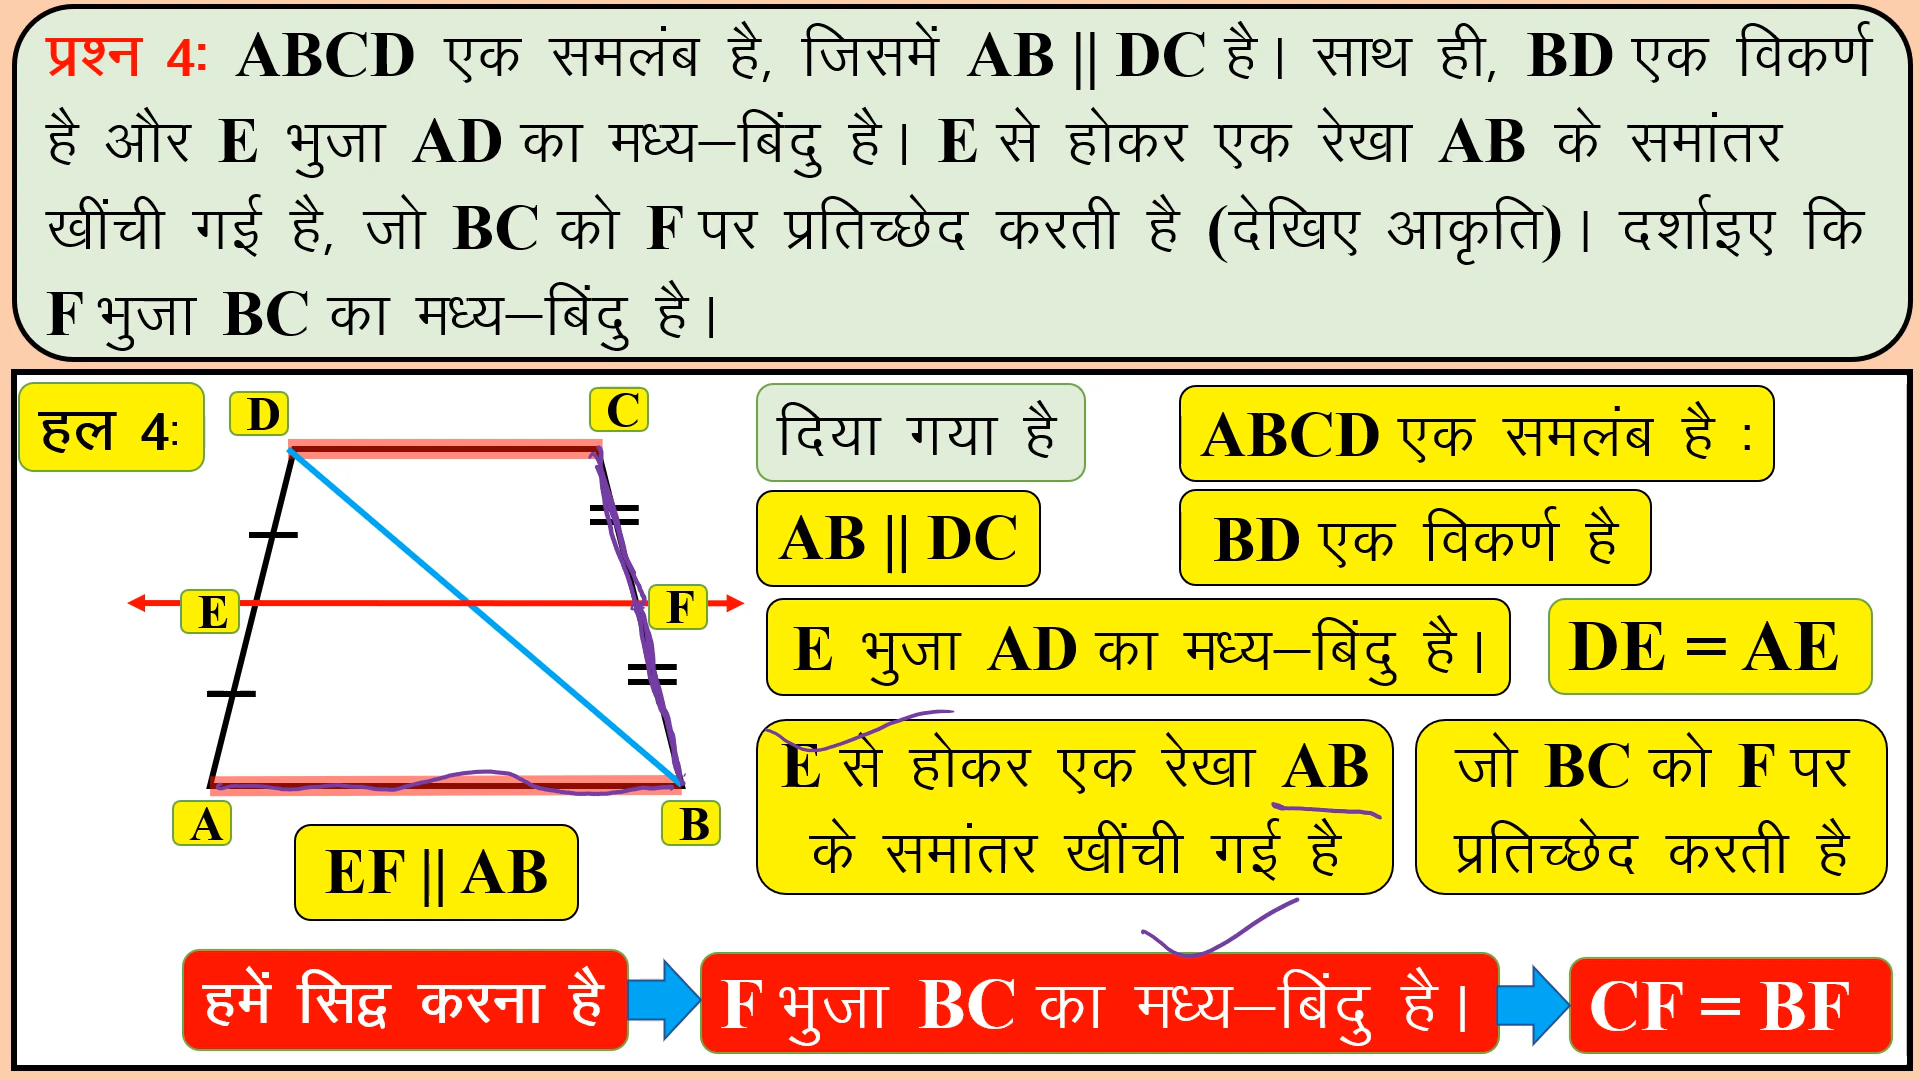 प्रश्न 4: ABCD एक समलंब है, जिसमें AB || DC है। साथ ही, BD एक विकर्ण
है और E भुजा AD का मध्य–बिंदु है। E से होकर एक रेखा AB के समांतर
खींची गई है, जो BC को F पर प्रतिच्छेद करती है (देखिए आकृति)। दर्शाइए कि
F भुजा BC का मध्य–बिंदु है।
हल 4:
D
C
दिया गया है
ABCD एक समलंब है :
AB || DC
BD एक विकर्ण है
E
F
E भुजा AD का मध्य–बिंदु है।
DE = AE
E से होकर एक रेखा AB
के समांतर खींची गई है
जो BC को F पर
प्रतिच्छेद करती है
A
B
EF || AB
हमें सिद्व करना है
F भुजा BC का मध्य–बिंदु है।
CF = BF